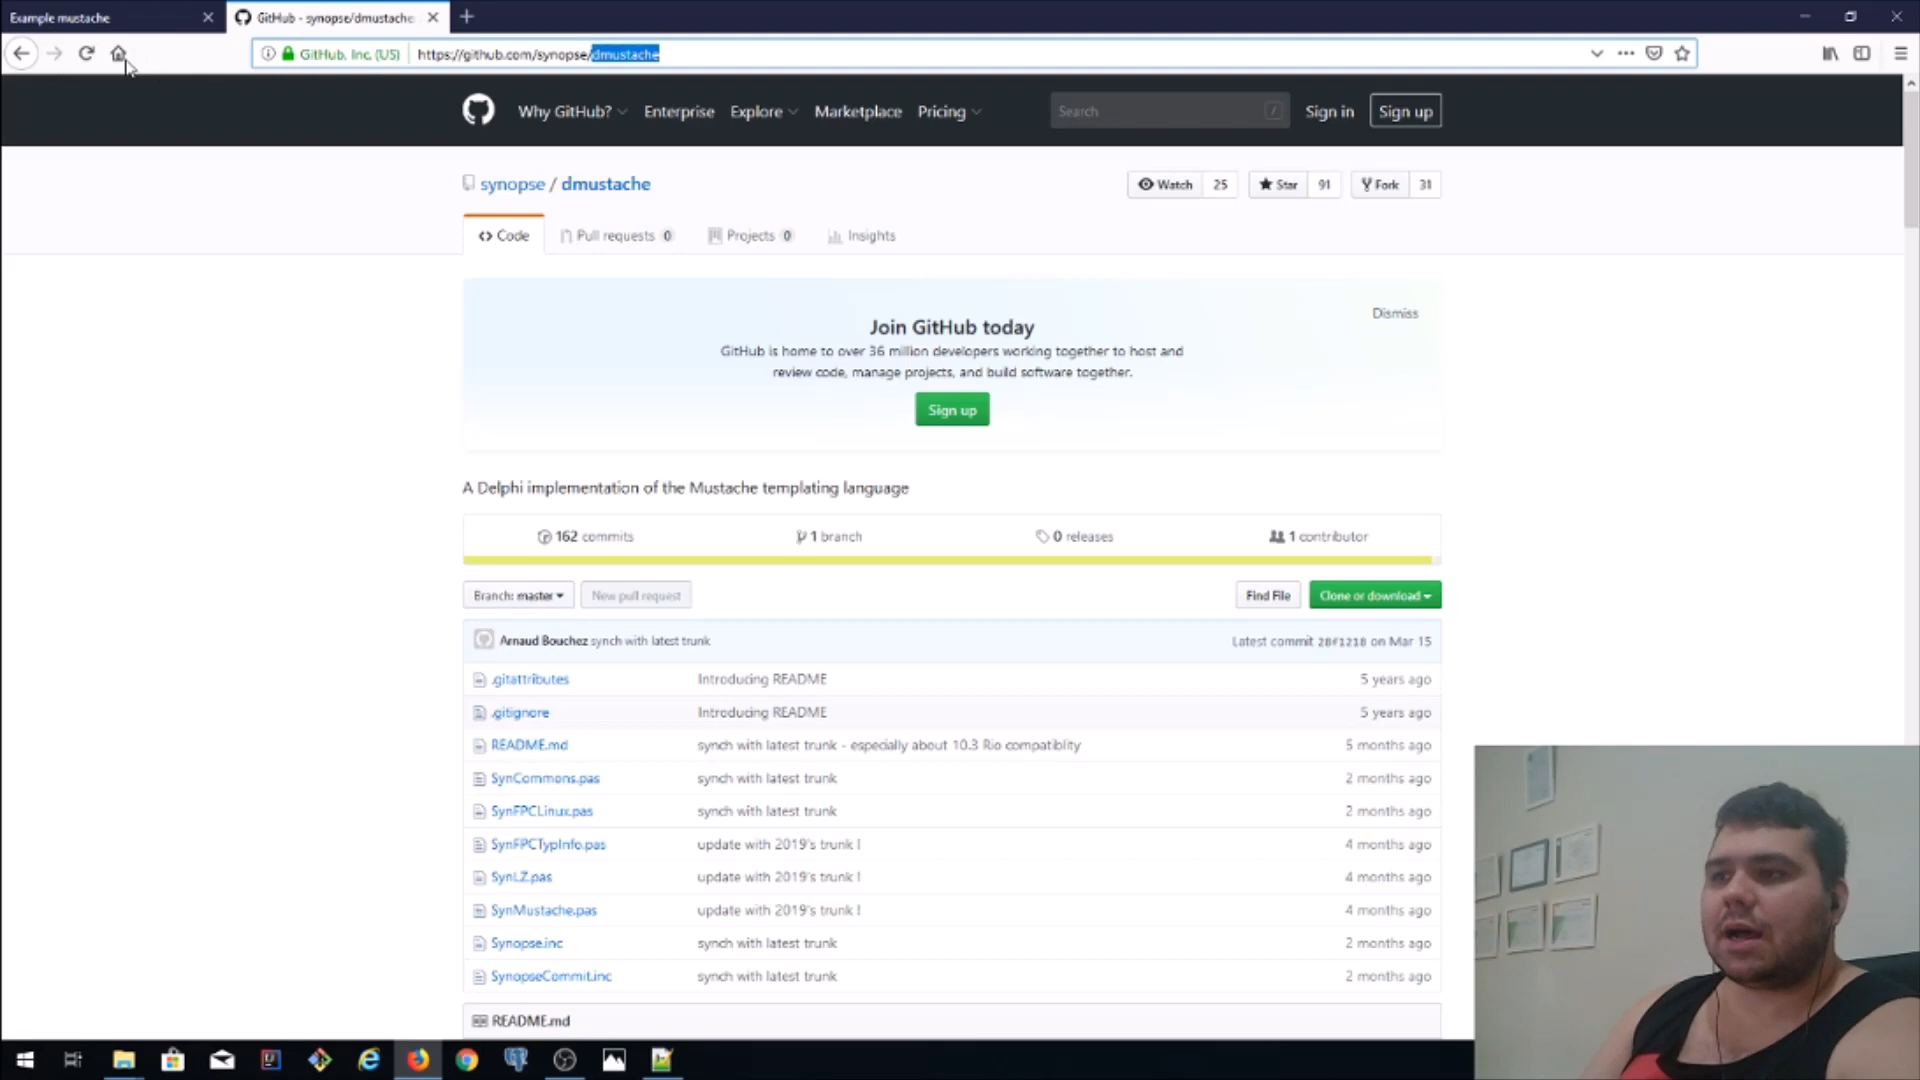 Example mustache
GitHub - synopse/dmustache:
GitHub, Inc. (US)
https://github.com/synopse/dmustache
Why GitHub?
Enterprise
Explore
Marketplace
Pricing
Search
/
Sign in
Sign up
synopse / dmustache
Watch 25
Star 91
Fork 31
Code
Pull requests 0
Projects 0
Insights
Join GitHub today
Dismiss
GitHub is home to over 36 million developers working together to host and
review code, manage projects, and build software together.
Sign up
A Delphi implementation of the Mustache templating language
162 commits
1 branch
0 releases
1 contributor
Branch: master
New pull request
Find File
Clone or download
Arnaud Bouchez synch with latest trunk
Latest commit 28f1218 on Mar 15
.gitattributes Introducing README 5 years ago
.gitignore Introducing README 5 years ago
README.md synch with latest trunk - especially about 10.3 Rio compatiblity 5 months ago
SynCommons.pas synch with latest trunk 2 months ago
SynFPCLinux.pas synch with latest trunk 2 months ago
SynFPCTypInfo.pas update with 2019's trunk ! 4 months ago
SynLZ.pas update with 2019's trunk ! 4 months ago
SynMustache.pas update with 2019's trunk ! 4 months ago
Synopse.inc synch with latest trunk 2 months ago
SynopseCommit.inc synch with latest trunk 2 months ago
README.md